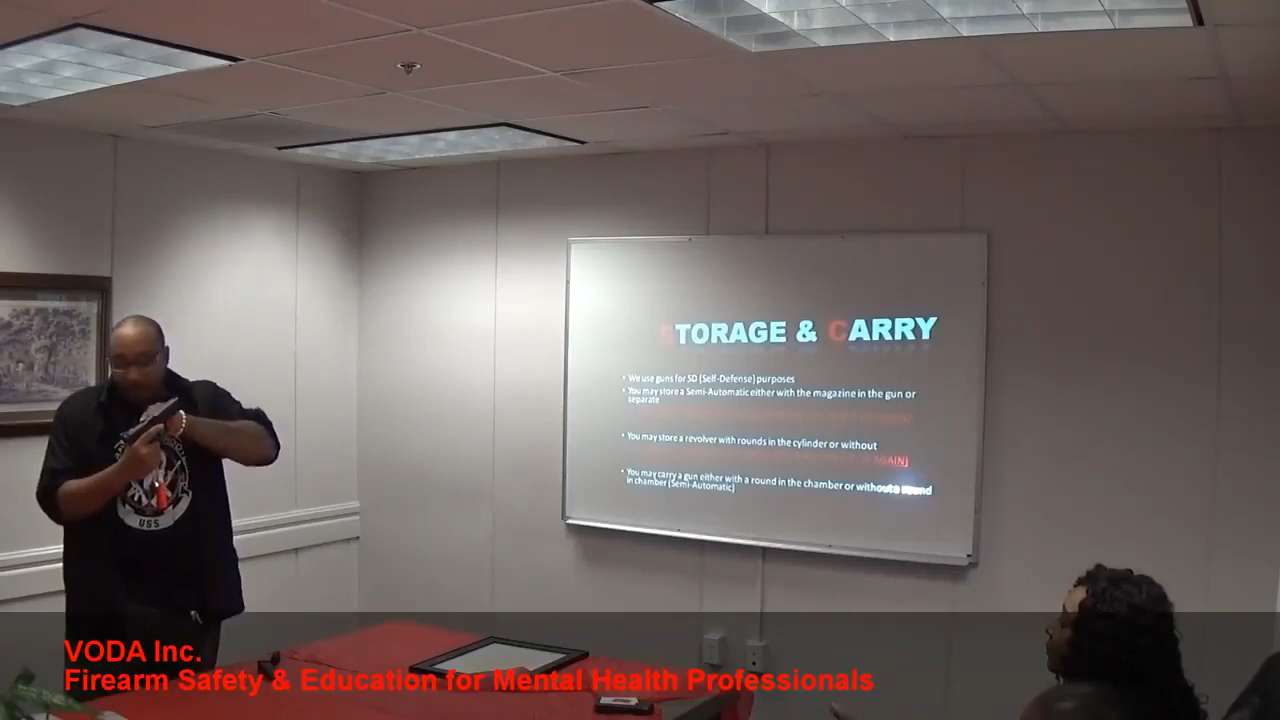 STORAGE & CARRY
• We use guns for SD (Self-Defense) purposes
• You may store a Semi-Automatic either with the magazine in the gun or
separate
• You may store a revolver with rounds in the cylinder or without
AGAIN]
• You may carry a gun either with a round in the chamber or without a round
in chamber (Semi-Automatic)
USS
VODA Inc.
Firearm Safety & Education for Mental Health Professionals